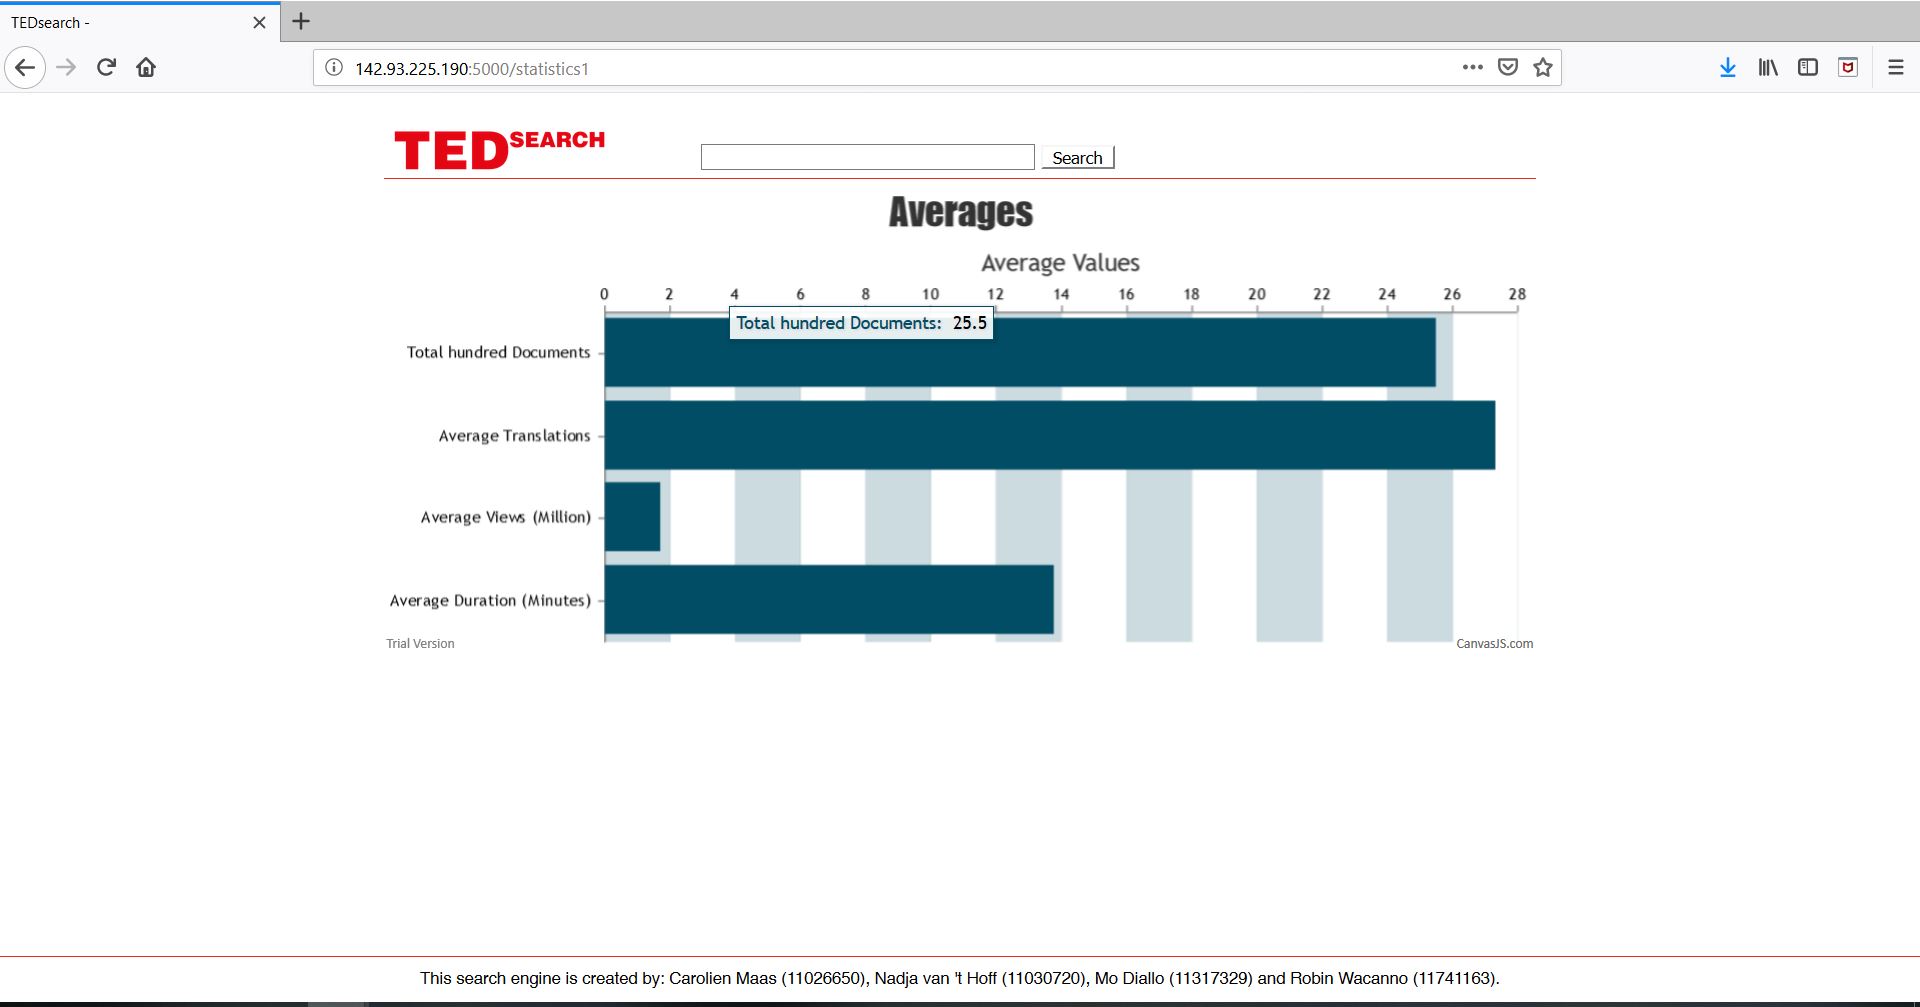 TEDsearch -
142.93.225.190:5000/statistics1
TED SEARCH
Search
Averages
Average Values
0 2 4 6 8 10 12 14 16 18 20 22 24 26 28
Total hundred Documents: 25.5
Total hundred Documents
Average Translations
Average Views (Million)
Average Duration (Minutes)
Trial Version
CanvasJS.com
This search engine is created by: Carolien Maas (11026650), Nadja van 't Hoff (11030720), Mo Diallo (11317329) and Robin Wacanno (11741163).